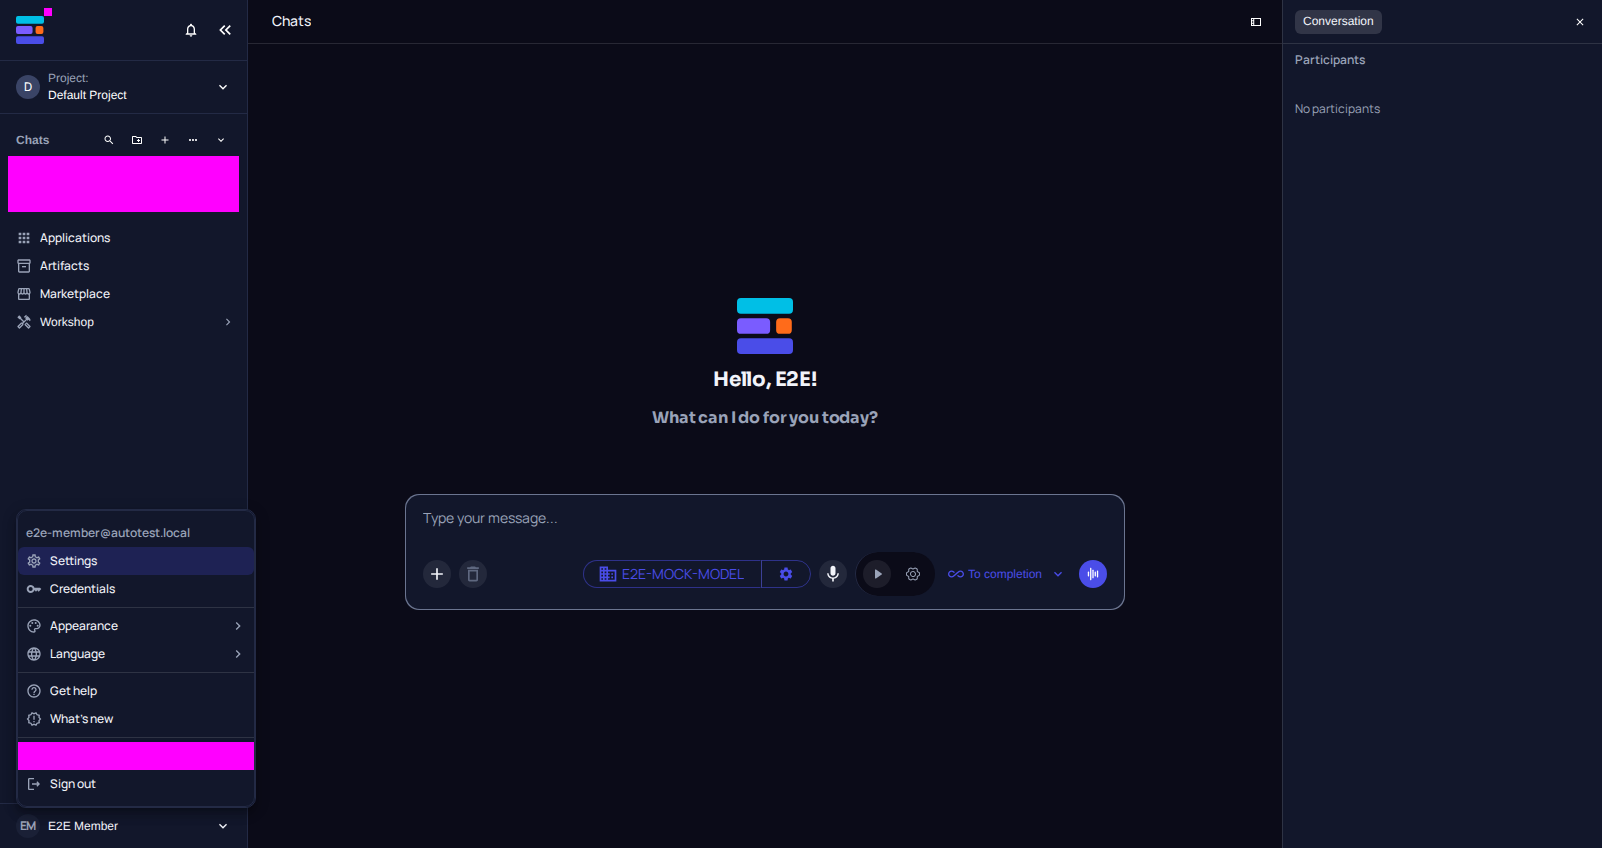 Chats
Conversation
Participants
No participants
D
Project:
Default Project
Chats
Applications
Artifacts
Marketplace
Workshop
Hello, E2E!
What can I do for you today?
Type your message...
E2E-MOCK-MODEL
To completion
e2e-member@autotest.local
Settings
Credentials
Appearance
Language
Get help
What's new
Sign out
EM
E2E Member